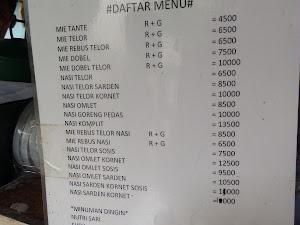 #DAFTAR MENU#
MIE TANTE R + G = 4500
MIE TELOR R + G = 6500
MIE REBUS TELOR R + G = 6500
MIE DOBEL R + G = 7500
MIE DOBEL TELOR R + G = 10000
NASI TELOR = 6500
NASI TELOR SARDEN = 8500
NASI TELOR KORNET = 10000
NASI OMLET = 8500
NASI GORENG PEDAS = 10000
NASI KOMPLIT = 13500
MIE REBUS TELOR NASI R + G = 8500
MIE REBUS NASI R + G = 6500
NASI TELOR SOSIS = 7500
NASI OMLET KORNET = 12500
NASI OMLET SOSIS = 9500
NASI OMLET SARDEN = 10500
NASI SARDEN KORNET SOSIS
NASI SARDEN KORNET
*MINUMAN DINGIN*
NUTRI SARI